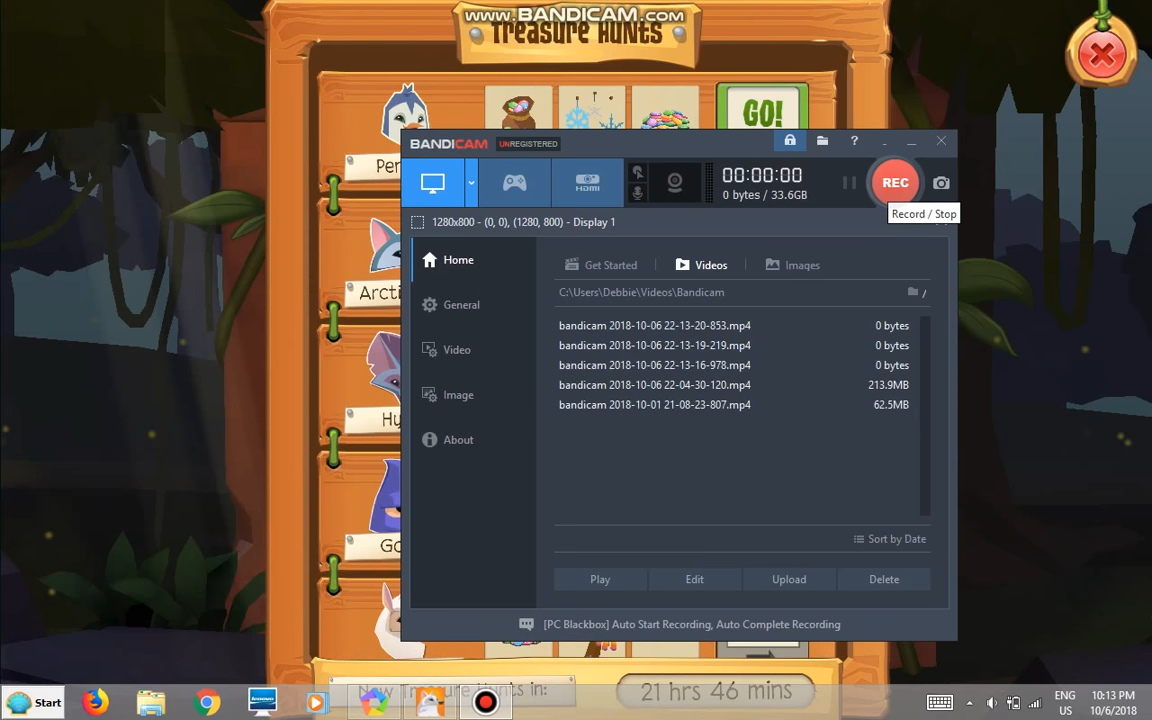 www.BANDICAM.com
Treasure Hunts
GO!
BANDICAM UNREGISTERED
?
HDMI
00:00:00
0 bytes / 33.6GB
REC
Record / Stop
1280x800 - (0, 0), (1280, 800) - Display 1
Home
General
Video
Image
About
Get Started
Videos
Images
C:\Users\Debbie\Videos\Bandicam
/
bandicam 2018-10-06 22-13-20-853.mp4 0 bytes
bandicam 2018-10-06 22-13-19-219.mp4 0 bytes
bandicam 2018-10-06 22-13-16-978.mp4 0 bytes
bandicam 2018-10-06 22-04-30-120.mp4 213.9MB
bandicam 2018-10-01 21-08-23-807.mp4 62.5MB
Sort by Date
Play
Edit
Upload
Delete
[PC Blackbox] Auto Start Recording, Auto Complete Recording
New Treasure Hunts in:
21 hrs 46 mins
Start
lenovo
ENG
US
10:13 PM
10/6/2018